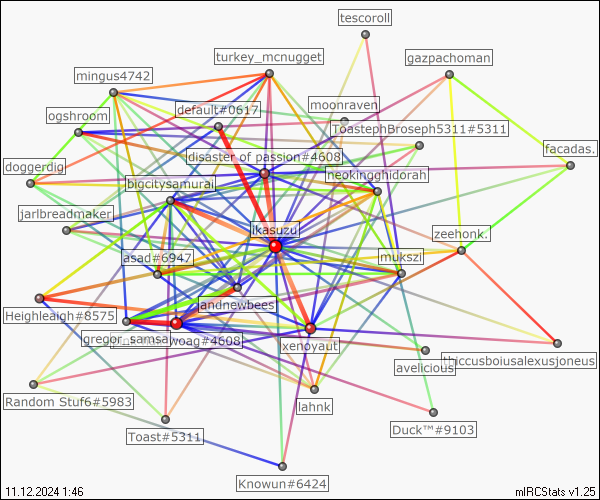 tescoroll
turkey_mcnugget
gazpachoman
mingus4742
default#0617
moonraven
ogshroom
ToastephBroseph5311#5311
disaster of passion#4608
facadas.
doggerdig
neokingghidorah
bigcitysamurai
jarlbreadmaker
ikasuzu
zeehonk.
asad#6947
mukszi
andnewbees
Heighleaigh#8575
gregor_samsa
woag#4608
xenoyaut
thiccusboiusalexusjoneus
avelicious
Random Stuf6#5983
lahnk
Toast#5311
Duck™#9103
Knowun#6424
11.12.2024 1:46
mIRCStats v1.25